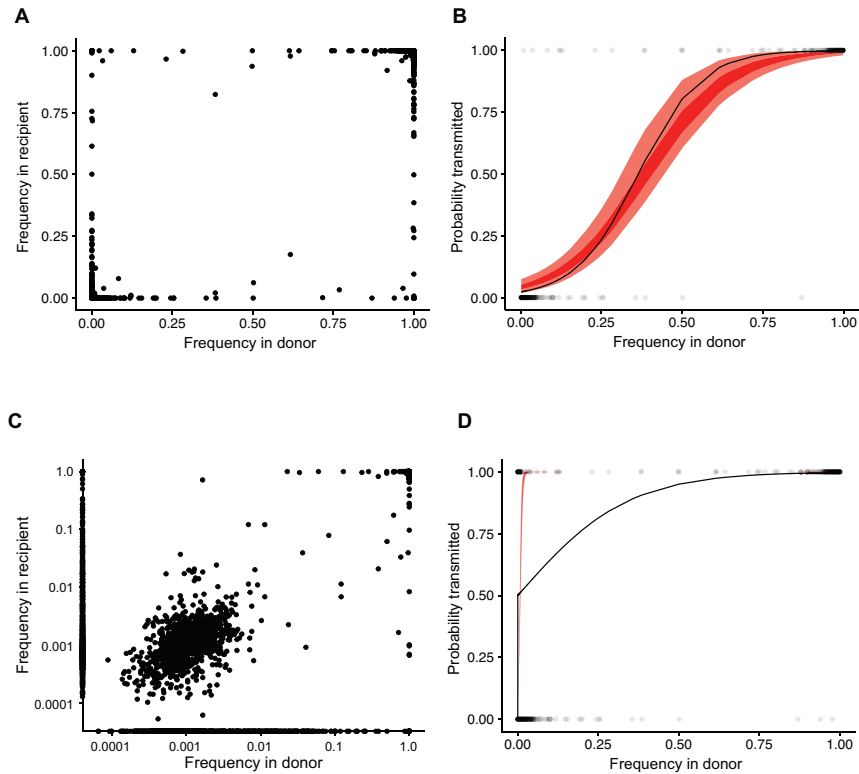 A
Frequency in recipient
1.00
0.75
0.50
0.25
0.00
0.00 0.25 0.50 0.75 1.00
Frequency in donor
B
Probability transmitted
1.00
0.75
0.50
0.25
0.00
0.00 0.25 0.50 0.75 1.00
Frequency in donor
C
Frequency in recipient
1.0
0.1
0.01
0.001
0.0001
0.0001 0.001 0.01 0.1 1.0
Frequency in donor
D
Probability transmitted
1.00
0.75
0.50
0.25
0.00
0.00 0.25 0.50 0.75 1.00
Frequency in donor